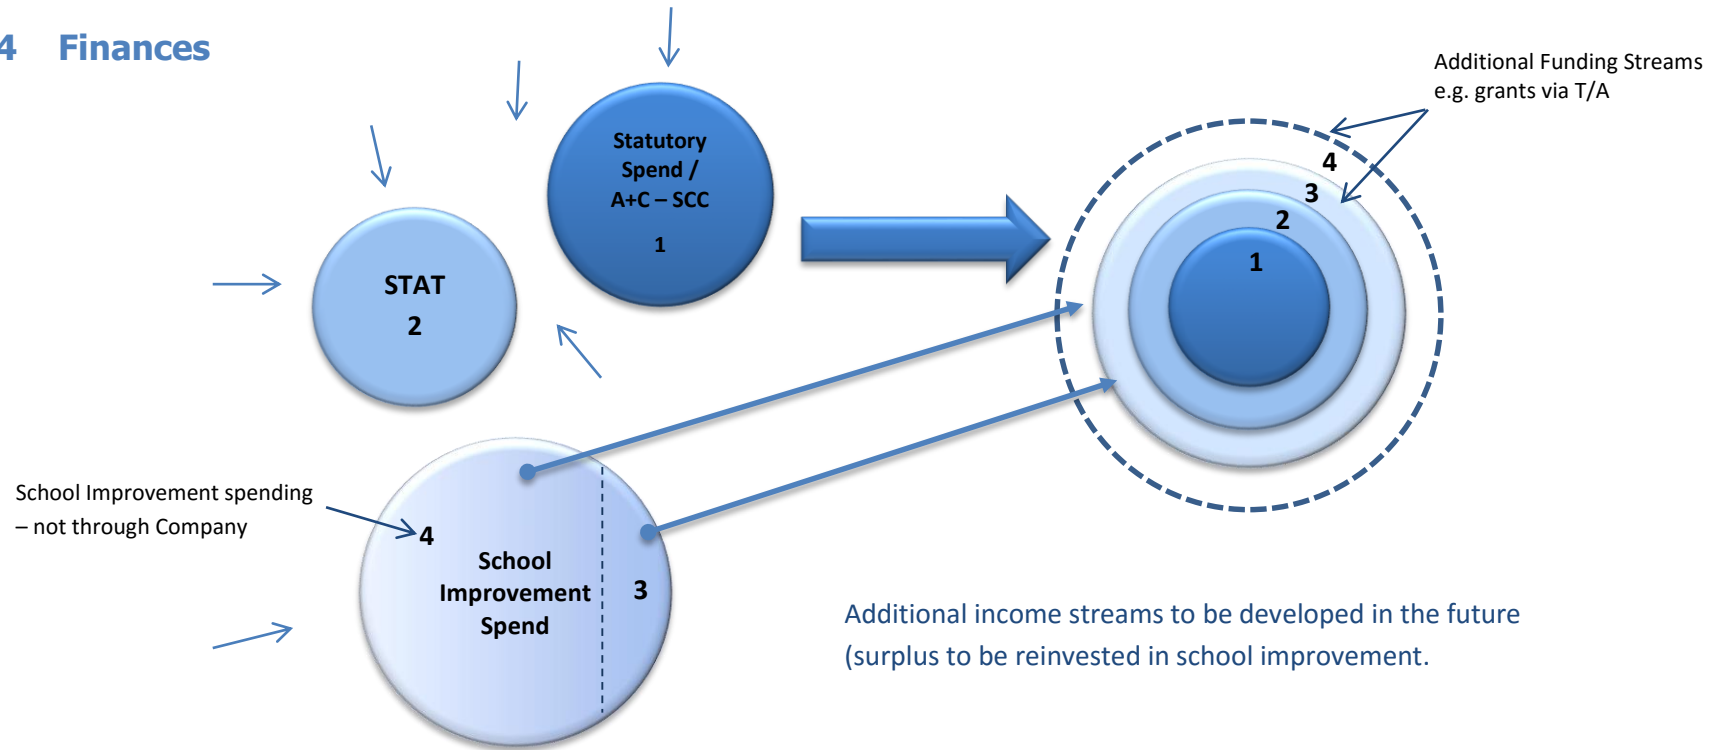 4 Finances
Additional Funding Streams
e.g. grants via T/A
Statutory
Spend /
A+C – SCC
1
STAT
2
4
3
2
1
School Improvement spending
– not through Company
4
School
Improvement
Spend
3
Additional income streams to be developed in the future
(surplus to be reinvested in school improvement.